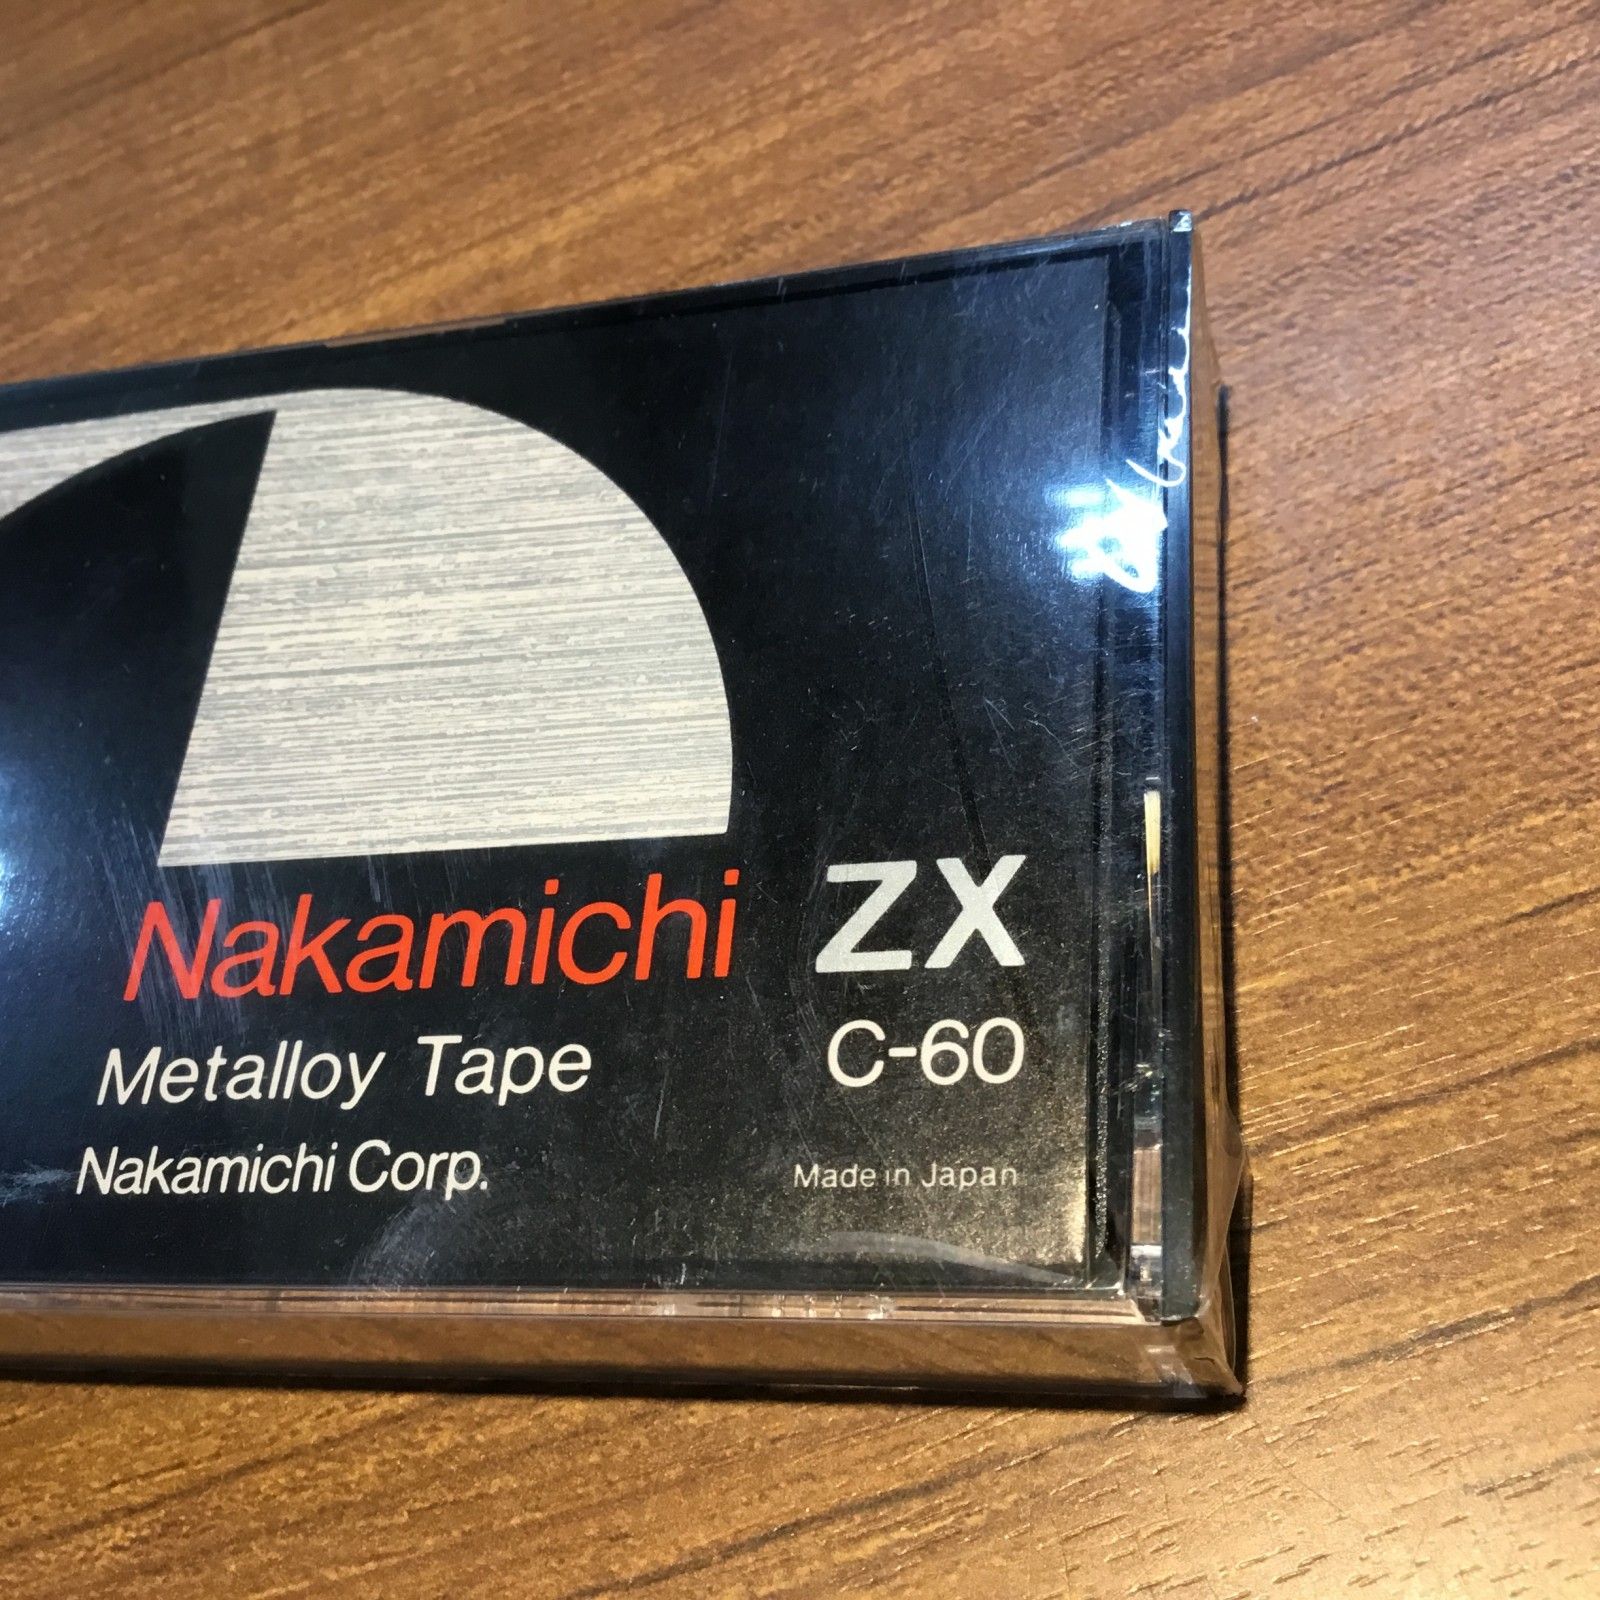 Nakamichi ZX
Metalloy Tape C-60
Nakamichi Corp. Made in Japan